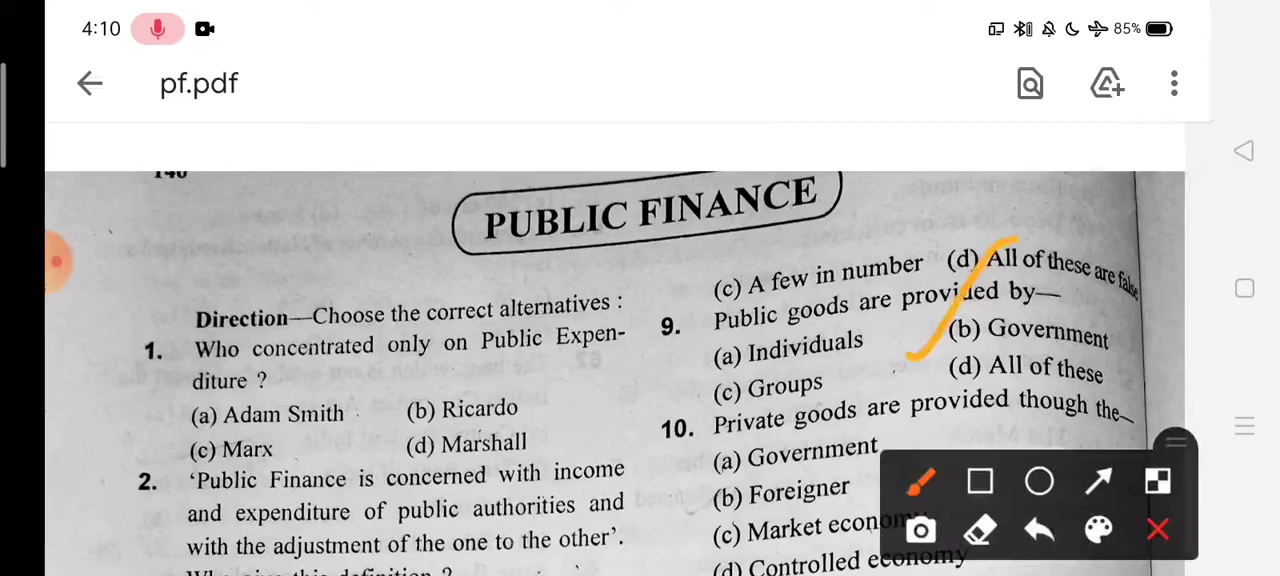 4:10
85%
pf.pdf
140
PUBLIC FINANCE
Direction—Choose the correct alternatives :
1. Who concentrated only on Public Expen-
diture ?
(a) Adam Smith (b) Ricardo
(c) Marx (d) Marshall
2. ‘Public Finance is concerned with income
and expenditure of public authorities and
with the adjustment of the one to the other’.
(c) A few in number (d) All of these are false
9. Public goods are provided by—
(a) Individuals (b) Government
(c) Groups (d) All of these
10. Private goods are provided though the—
(a) Government
(b) Foreigner
(c) Market economy
(d) Controlled economy